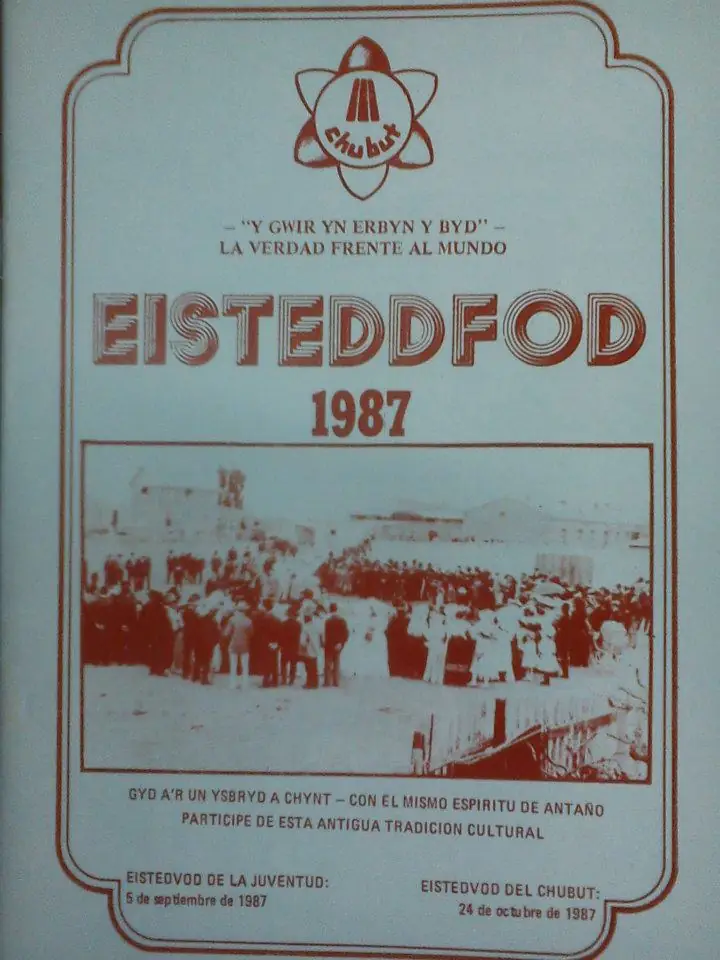 chubut
– "Y GWIR YN ERBYN Y BYD" –
LA VERDAD FRENTE AL MUNDO
EISTEDDFOD
1987
GYD A'R UN YSBRYD A CHYNT – CON EL MISMO ESPIRITU DE ANTAÑO
PARTICIPE DE ESTA ANTIGUA TRADICION CULTURAL
EISTEDVOD DE LA JUVENTUD:
5 de septiembre de 1987
EISTEDVOD DEL CHUBUT:
24 de octubre de 1987